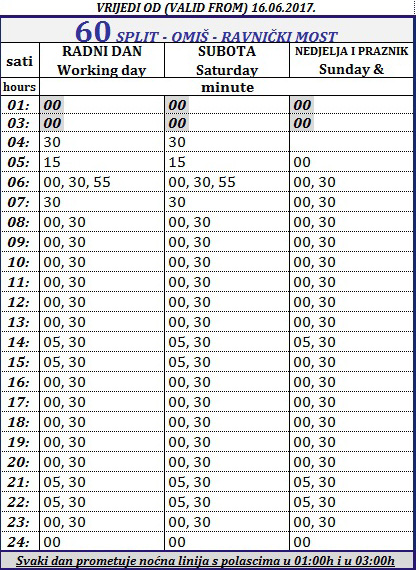 VRIJEDI OD (VALID FROM) 16.06.2017.
60 SPLIT - OMIŠ - RAVNIČKI MOST
sati RADNI DAN SUBOTA NEDJELJA I PRAZNIK
Working day Saturday Sunday &
hours minute
01: 00 00 00
03: 00 00 00
04: 30 30
05: 15 15 00
06: 00, 30, 55 00, 30, 55 00, 30
07: 30 30 00, 30
08: 00, 30 00, 30 00, 30
09: 00, 30 00, 30 00, 30
10: 00, 30 00, 30 00, 30
11: 00, 30 00, 30 00, 30
12: 00, 30 00, 30 00, 30
13: 00, 30 00, 30 00, 30
14: 05, 30 05, 30 05, 30
15: 05, 30 05, 30 05, 30
16: 00, 30 00, 30 00, 30
17: 00, 30 00, 30 00, 30
18: 00, 30 00, 30 00, 30
19: 00, 30 00, 30 00, 30
20: 00, 30 00, 30 00, 30
21: 05, 30 05, 30 05, 30
22: 05, 30 05, 30 05, 30
23: 00, 30 00, 30 00, 30
24: 00 00 00
Svaki dan prometuje noćna linija s polascima u 01:00h i u 03:00h